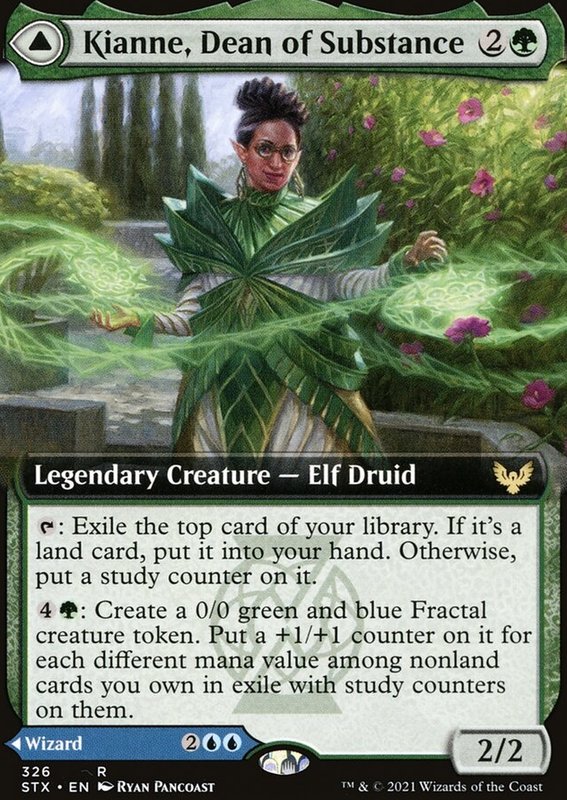 Kianne, Dean of Substance 2
Legendary Creature — Elf Druid
: Exile the top card of your library. If it's a
land card, put it into your hand. Otherwise,
put a study counter on it.
4 : Create a 0/0 green and blue Fractal
creature token. Put a +1/+1 counter on it for
each different mana value among nonland
cards you own in exile with study counters
on them.
Wizard 2
2/2
326 R
STX • EN Ryan Pancoast
™ & © 2021 Wizards of the Coast